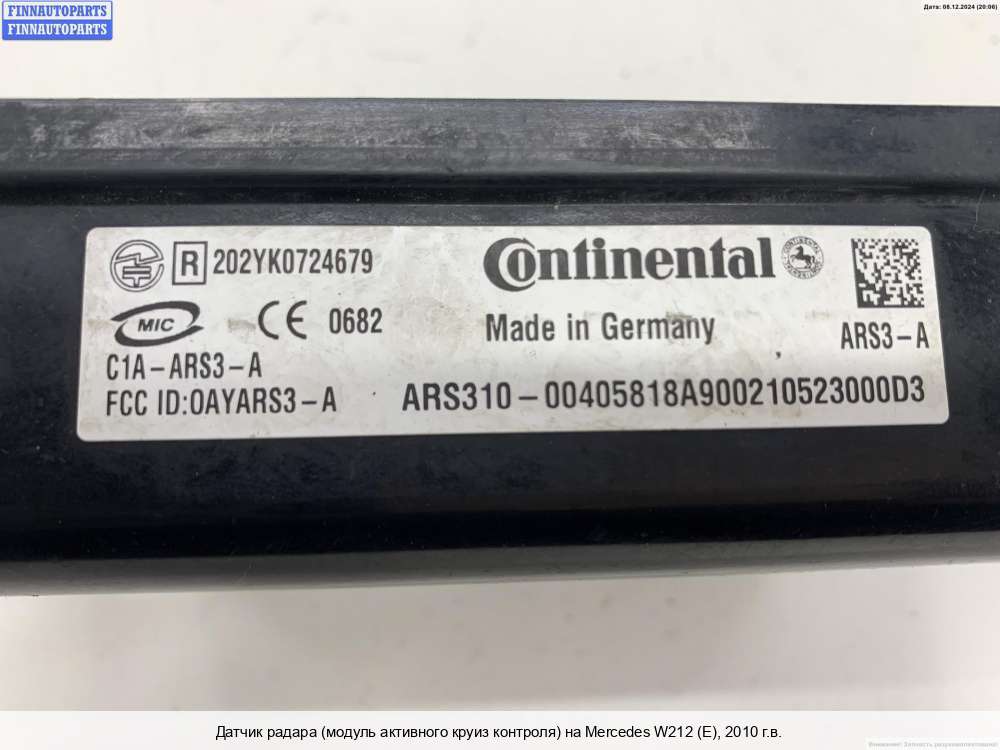 FINNAUTOPARTS
FINNAUTOPARTS
Дата: 06.12.2024 (20:06)
R 202YK0724679
Continental
MIC
CE 0682
Made in Germany
ARS3-A
C1A-ARS3-A
FCC ID:OAYARS3-A
ARS310-00405818A900210523000D3
Датчик радара (модуль активного круиз контроля) на Mercedes W212 (E), 2010 г.в.